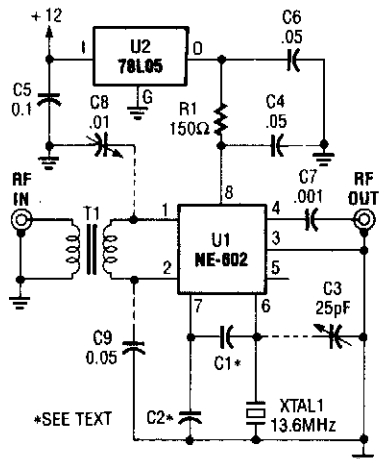 +12
I
U2
78L05
O
G
C6
.05
C5
0.1
C8
.01
R1
150Ω
C4
.05
RF
IN
T1
8
C7
.001
RF
OUT
1
4
U1
NE-602
3
2
5
7
6
C3
25pF
C9
0.05
C1*
*SEE TEXT
C2*
XTAL1
13.6MHz